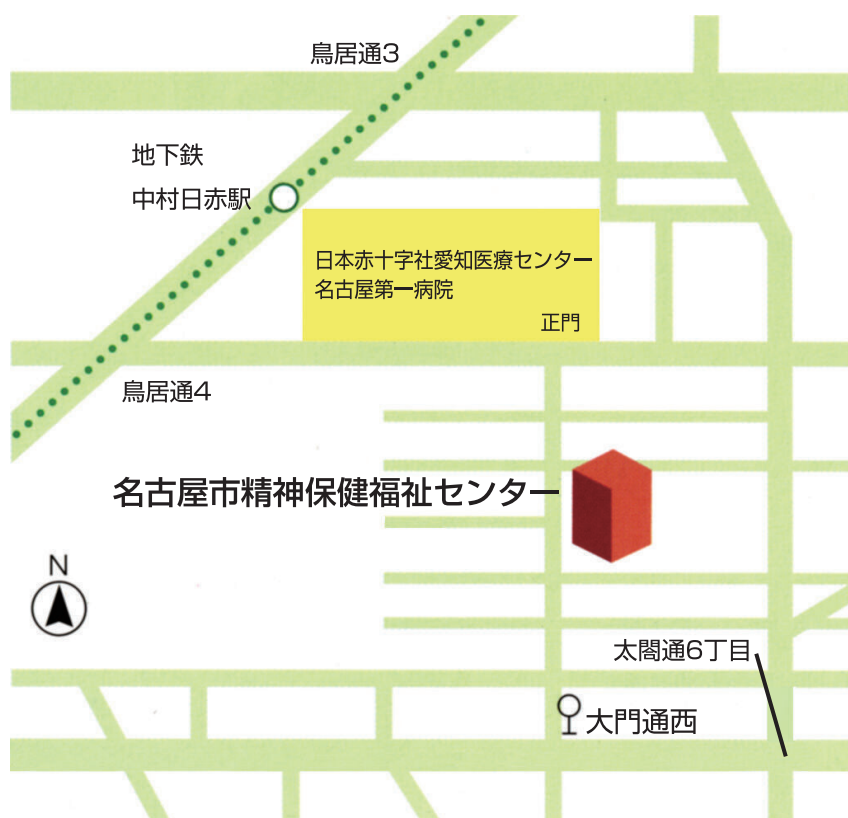 鳥居通3
地下鉄
中村日赤駅
日本赤十字社愛知医療センター
名古屋第一病院
正門
鳥居通4
名古屋市精神保健福祉センター
N
太閤通6丁目
大門通西